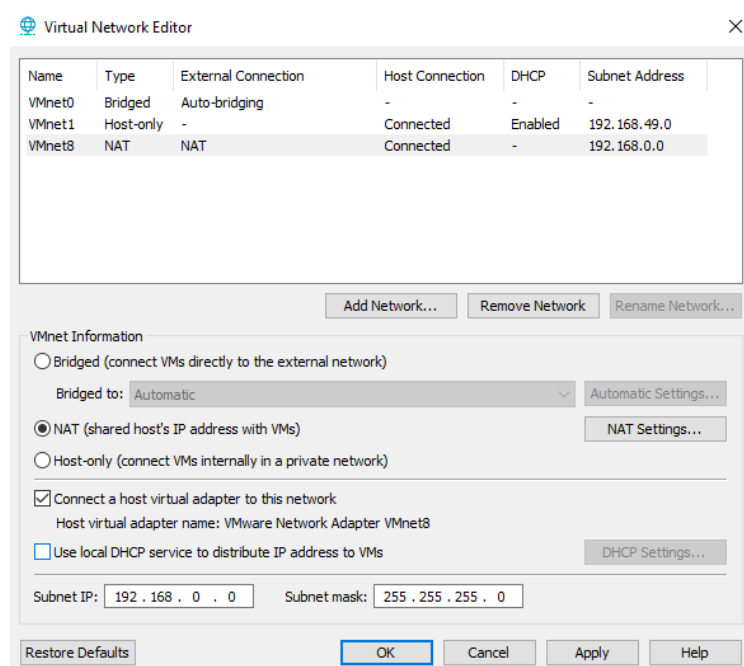 Virtual Network Editor
Name Type External Connection Host Connection DHCP Subnet Address
VMnet0 Bridged Auto-bridging - - -
VMnet1 Host-only - Connected Enabled 192.168.49.0
VMnet8 NAT NAT Connected - 192.168.0.0
Add Network... Remove Network Rename Network...
VMnet Information
Bridged (connect VMs directly to the external network)
Bridged to: Automatic Automatic Settings...
NAT (shared host's IP address with VMs) NAT Settings...
Host-only (connect VMs internally in a private network)
Connect a host virtual adapter to this network
Host virtual adapter name: VMware Network Adapter VMnet8
Use local DHCP service to distribute IP address to VMs DHCP Settings...
Subnet IP: 192 . 168 . 0 . 0 Subnet mask: 255 . 255 . 255 . 0
Restore Defaults OK Cancel Apply Help